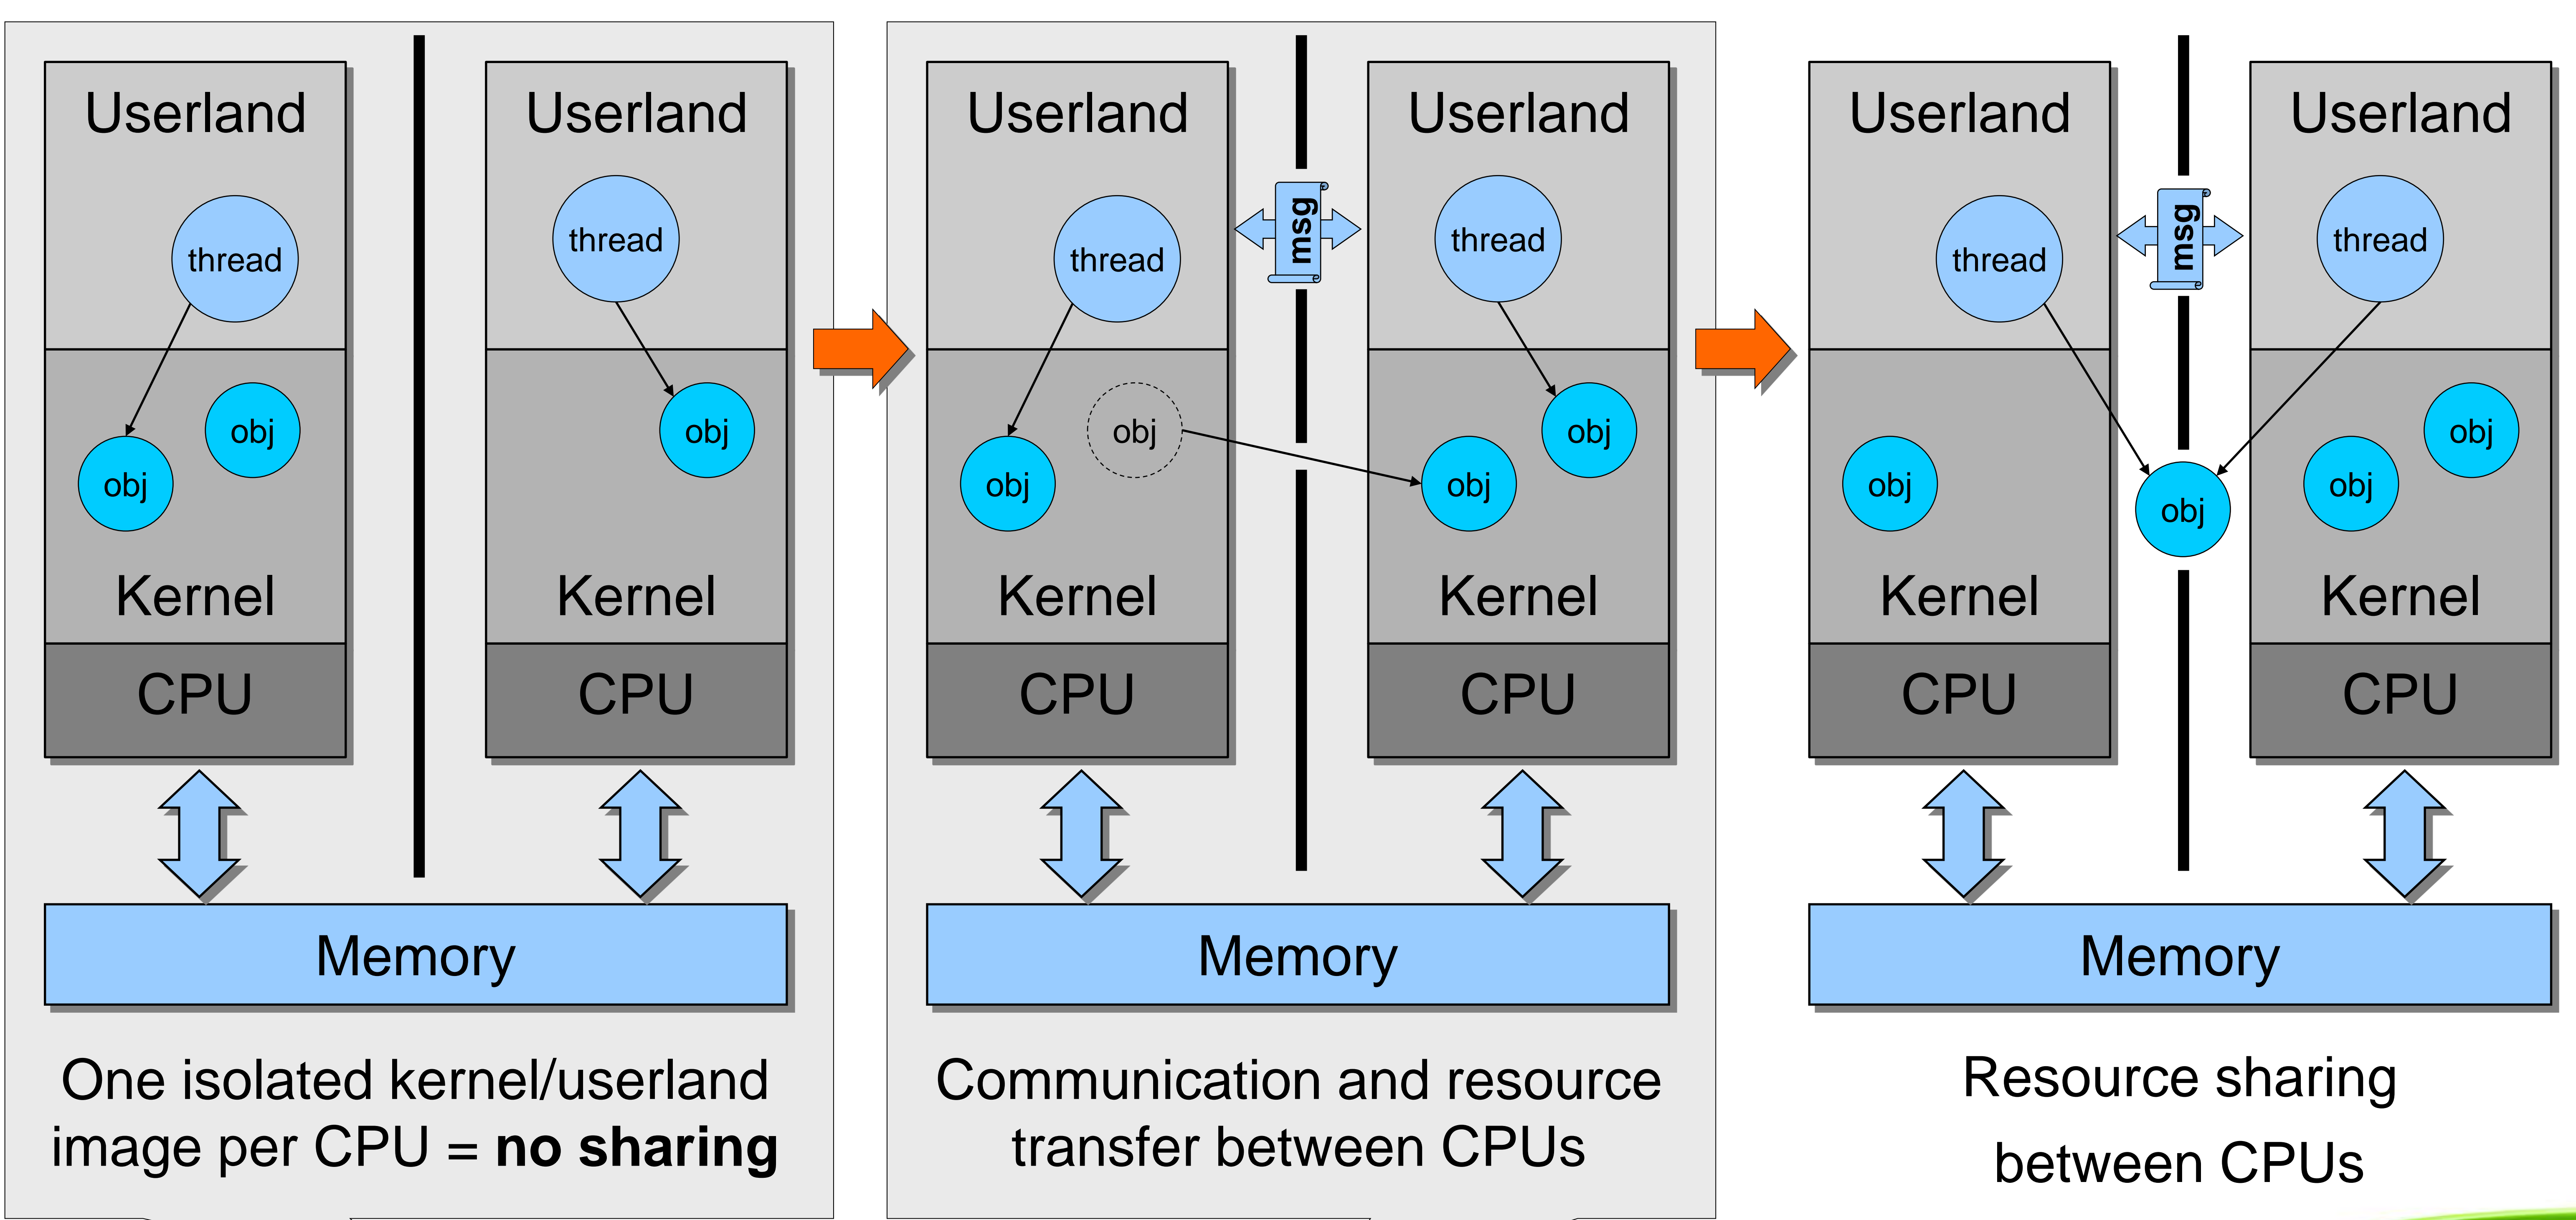 Userland
thread
obj
obj
Kernel
CPU
Userland
thread
obj
Kernel
CPU
Memory
One isolated kernel/userland
image per CPU = no sharing
Userland
thread
obj
obj
Kernel
CPU
msg
Userland
thread
obj
obj
Kernel
CPU
Memory
Communication and resource
transfer between CPUs
Userland
thread
obj
Kernel
CPU
msg
obj
Userland
thread
obj
obj
Kernel
CPU
Memory
Resource sharing
between CPUs